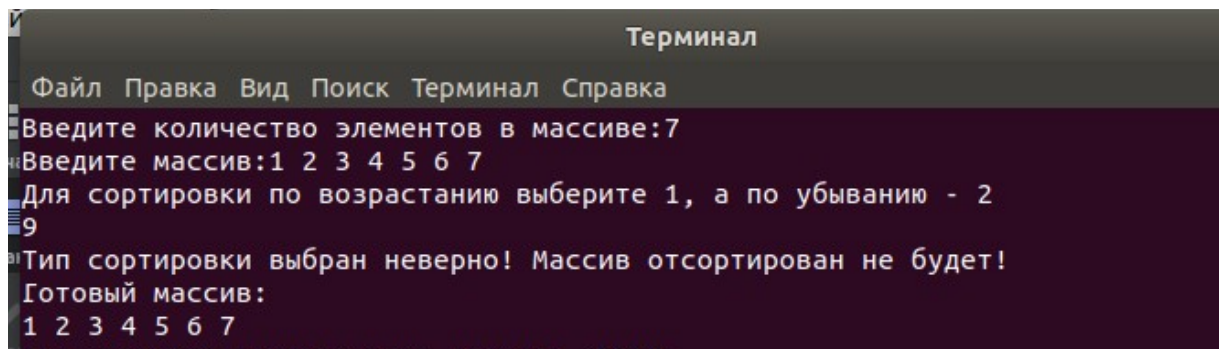 Терминал
Файл Правка Вид Поиск Терминал Справка
Введите количество элементов в массиве:7
Введите массив:1 2 3 4 5 6 7
Для сортировки по возрастанию выберите 1, а по убыванию - 2
9
Тип сортировки выбран неверно! Массив отсортирован не будет!
Готовый массив:
1 2 3 4 5 6 7